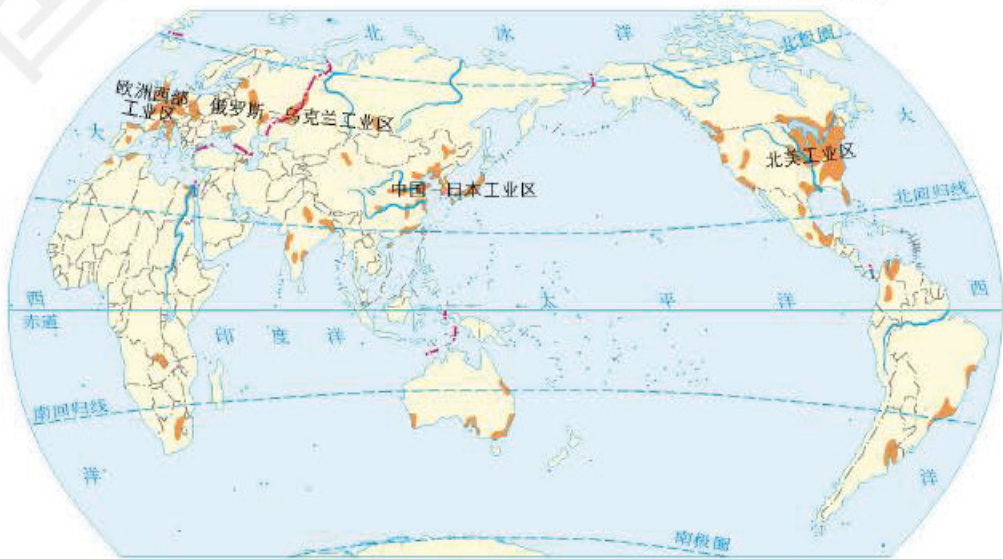 北 冰 洋
北极圈
欧洲西部
工业区
俄罗斯—乌克兰工业区
大
大
北美工业区
中国—日本工业区
北回归线
西
太 平 洋
西
赤道
印 度 洋
南回归线
洋
洋
南极圈